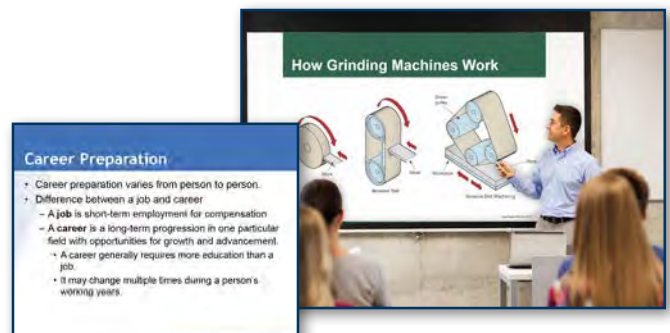 How Grinding Machines Work
Career Preparation
• Career preparation varies from person to person.
• Difference between a job and career
– A job is short-term employment for compensation
– A career is a long-term progression in one particular
field with opportunities for growth and advancement.
• A career generally requires more education than a
job.
• It may change multiple times during a person's
working years.